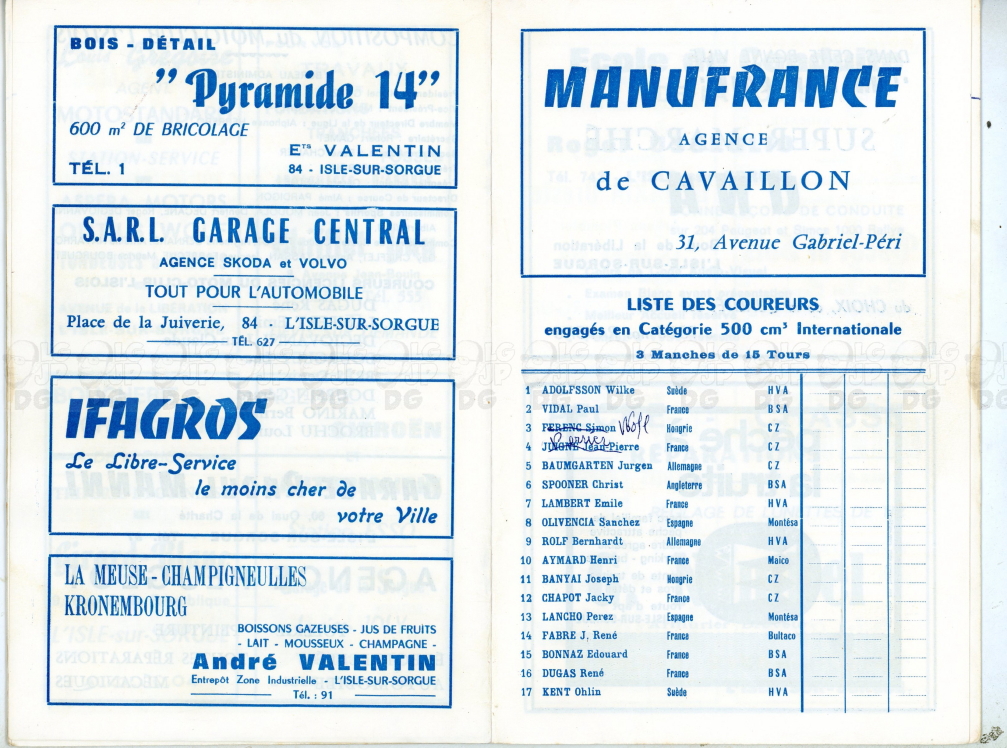 BOIS - DÉTAIL
"Pyramide 14"
600 m² DE BRICOLAGE
Ets VALENTIN
TÉL. 1
84 - ISLE-SUR-SORGUE
S.A.R.L. GARAGE CENTRAL
AGENCE SKODA et VOLVO
TOUT POUR L'AUTOMOBILE
Place de la Juiverie, 84 - L'ISLE-SUR-SORGUE
TÉL. 627
IFAGROS
Le Libre-Service
le moins cher de
votre Ville
LA MEUSE - CHAMPIGNEULLES
KRONEMBOURG
BOISSONS GAZEUSES - JUS DE FRUITS
- LAIT - MOUSSEUX - CHAMPAGNE -
André VALENTIN
Entrepôt Zone Industrielle - L'ISLE-SUR-SORGUE
Tél. : 91
MANUFRANCE
AGENCE
de CAVAILLON
31, Avenue Gabriel-Péri
LISTE DES COUREURS
engagés en Catégorie 500 cm³ Internationale
3 Manches de 15 Tours
1 ADOLFSSON Wilke Suède HVA
2 VIDAL Paul France BSA
3 FERENC Simon Wolf Hongrie CZ
4 Jean-Pierre France CZ
5 BAUMGARTEN Jurgen Allemagne CZ
6 SPOONER Christ Angleterre BSA
7 LAMBERT Emile France HVA
8 OLIVENCIA Sanchez Espagne Montésa
9 ROLF Bernhardt Allemagne HVA
10 AYMARD Henri France Maico
11 BANYAI Joseph Hongrie CZ
12 CHAPOT Jacky France CZ
13 LANCHO Perez Espagne Montésa
14 FABRE J, René France Bultaco
15 BONNAZ Edouard France BSA
16 DUGAS René France BSA
17 KENT Ohlin Suède HVA